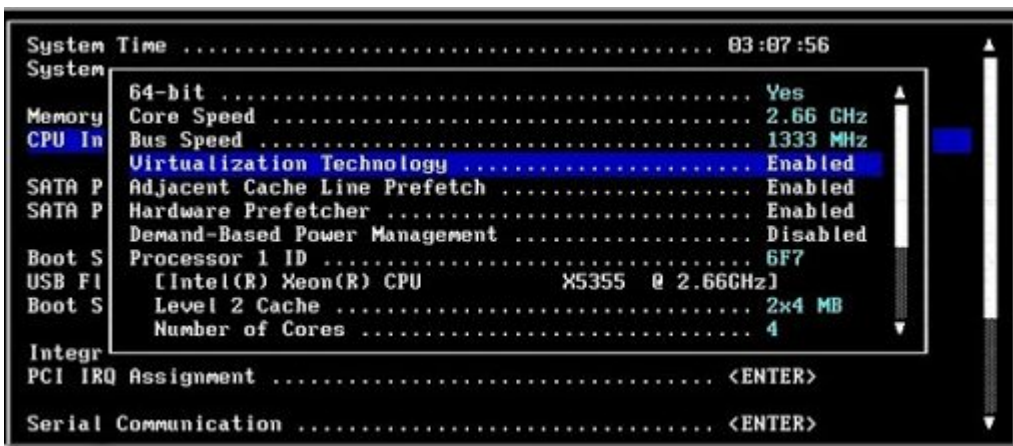 System Time .......................................... 03:07:56
System
64-bit ........................................... Yes
Memory
Core Speed ...................................... 2.66 GHz
CPU In
Bus Speed ....................................... 1333 MHz
Virtualization Technology ....................... Enabled
SATA P
Adjacent Cache Line Prefetch .................... Enabled
SATA P
Hardware Prefetcher ............................. Enabled
Demand-Based Power Management ................... Disabled
Boot S
Processor 1 ID .................................. 6F7
USB Fl
[Intel(R) Xeon(R) CPU X5355 @ 2.66GHz]
Boot S
Level 2 Cache ................................... 2x4 MB
Number of Cores ................................. 4
Integr
PCI IRQ Assignment ................................... <ENTER>
Serial Communication ................................. <ENTER>